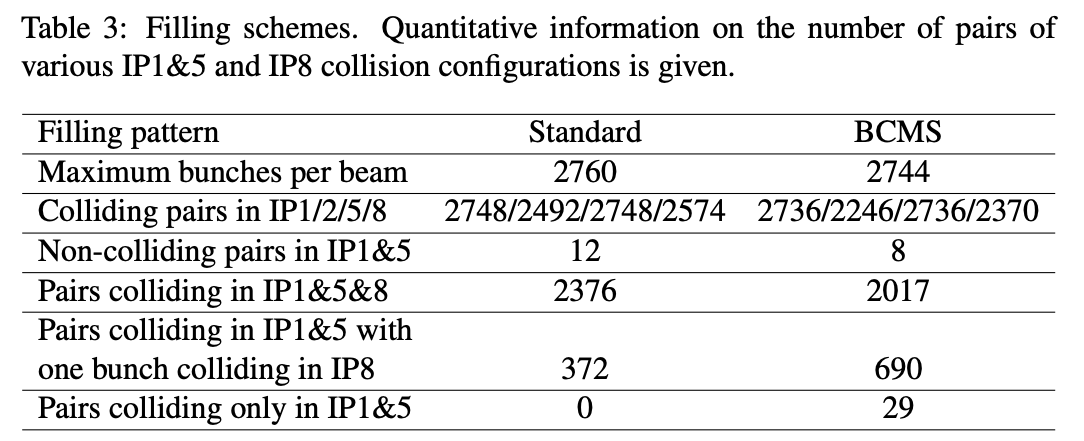 Table 3: Filling schemes. Quantitative information on the number of pairs of
various IP1&5 and IP8 collision configurations is given.
Filling pattern Standard BCMS
Maximum bunches per beam 2760 2744
Colliding pairs in IP1/2/5/8 2748/2492/2748/2574 2736/2246/2736/2370
Non-colliding pairs in IP1&5 12 8
Pairs colliding in IP1&5&8 2376 2017
Pairs colliding in IP1&5 with
one bunch colliding in IP8 372 690
Pairs colliding only in IP1&5 0 29